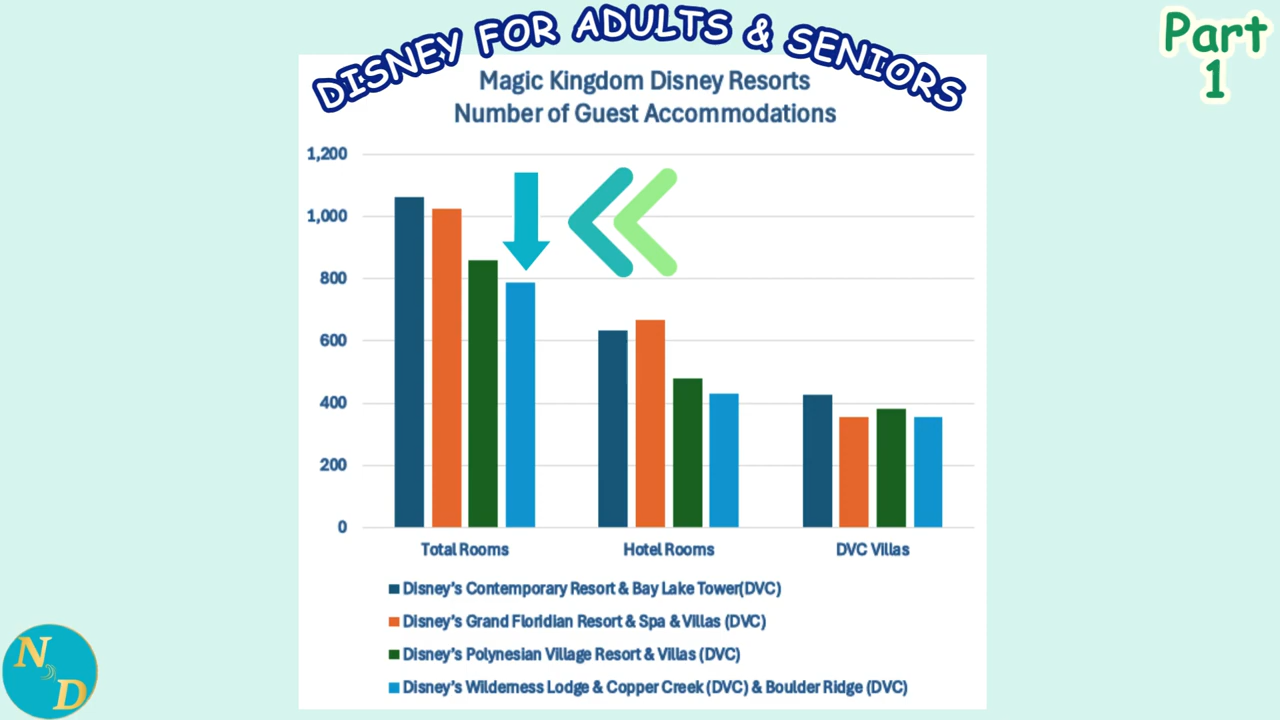 DISNEY FOR ADULTS & SENIORS
Part
1
Magic Kingdom Disney Resorts
Number of Guest Accommodations
1,200
1,000
800
600
400
200
0
Total Rooms
Hotel Rooms
DVC Villas
Disney's Contemporary Resort & Bay Lake Tower(DVC)
Disney's Grand Floridian Resort & Spa & Villas (DVC)
Disney's Polynesian Village Resort & Villas (DVC)
Disney's Wilderness Lodge & Copper Creek (DVC) & Boulder Ridge (DVC)
N
D